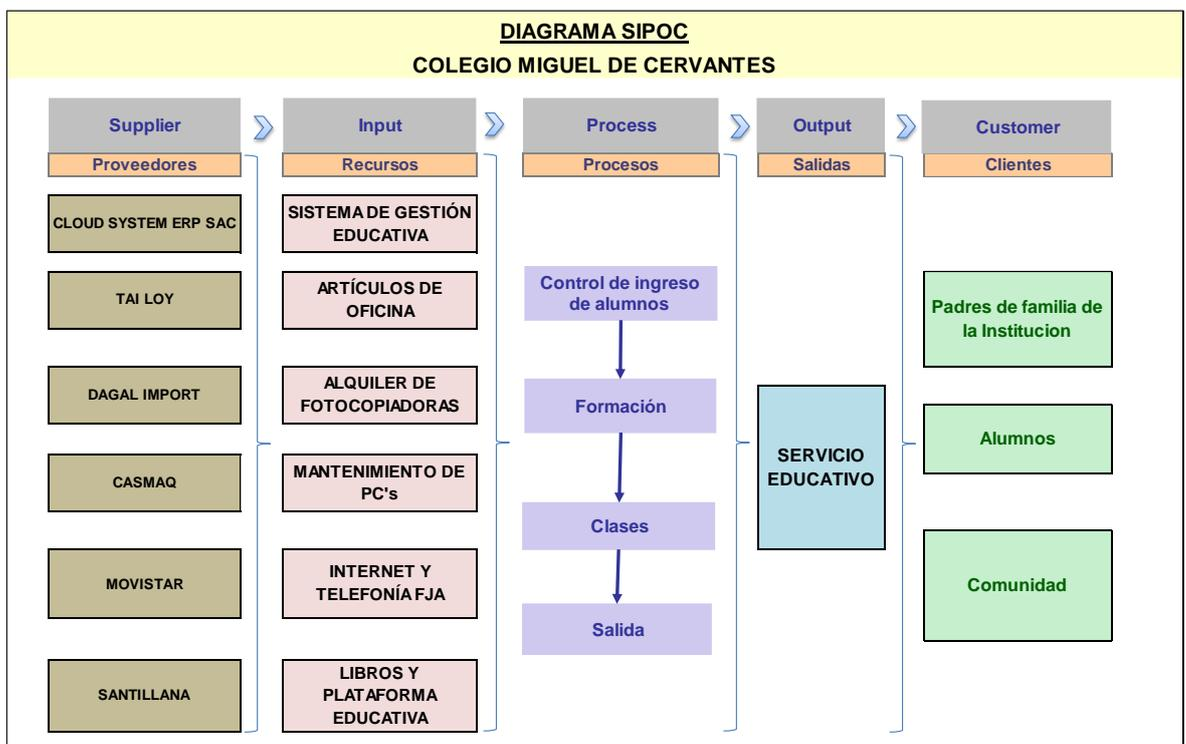 DIAGRAMA SIPOC
COLEGIO MIGUEL DE CERVANTES
Supplier
Input
Process
Output
Customer
Proveedores
Recursos
Procesos
Salidas
Clientes
CLOUD SYSTEM ERP SAC
TAI LOY
DAGAL IMPORT
CASMAQ
MOVISTAR
SANTILLANA
SISTEMA DE GESTIÓN
EDUCATIVA
ARTÍCULOS DE
OFICINA
ALQUILER DE
FOTOCOPIADORAS
MANTENIMIENTO DE
PC's
INTERNET Y
TELEFONÍA FJA
LIBROS Y
PLATAFORMA
EDUCATIVA
Control de ingreso
de alumnos
Formación
Clases
Salida
SERVICIO
EDUCATIVO
Padres de familia de
la Institucion
Alumnos
Comunidad